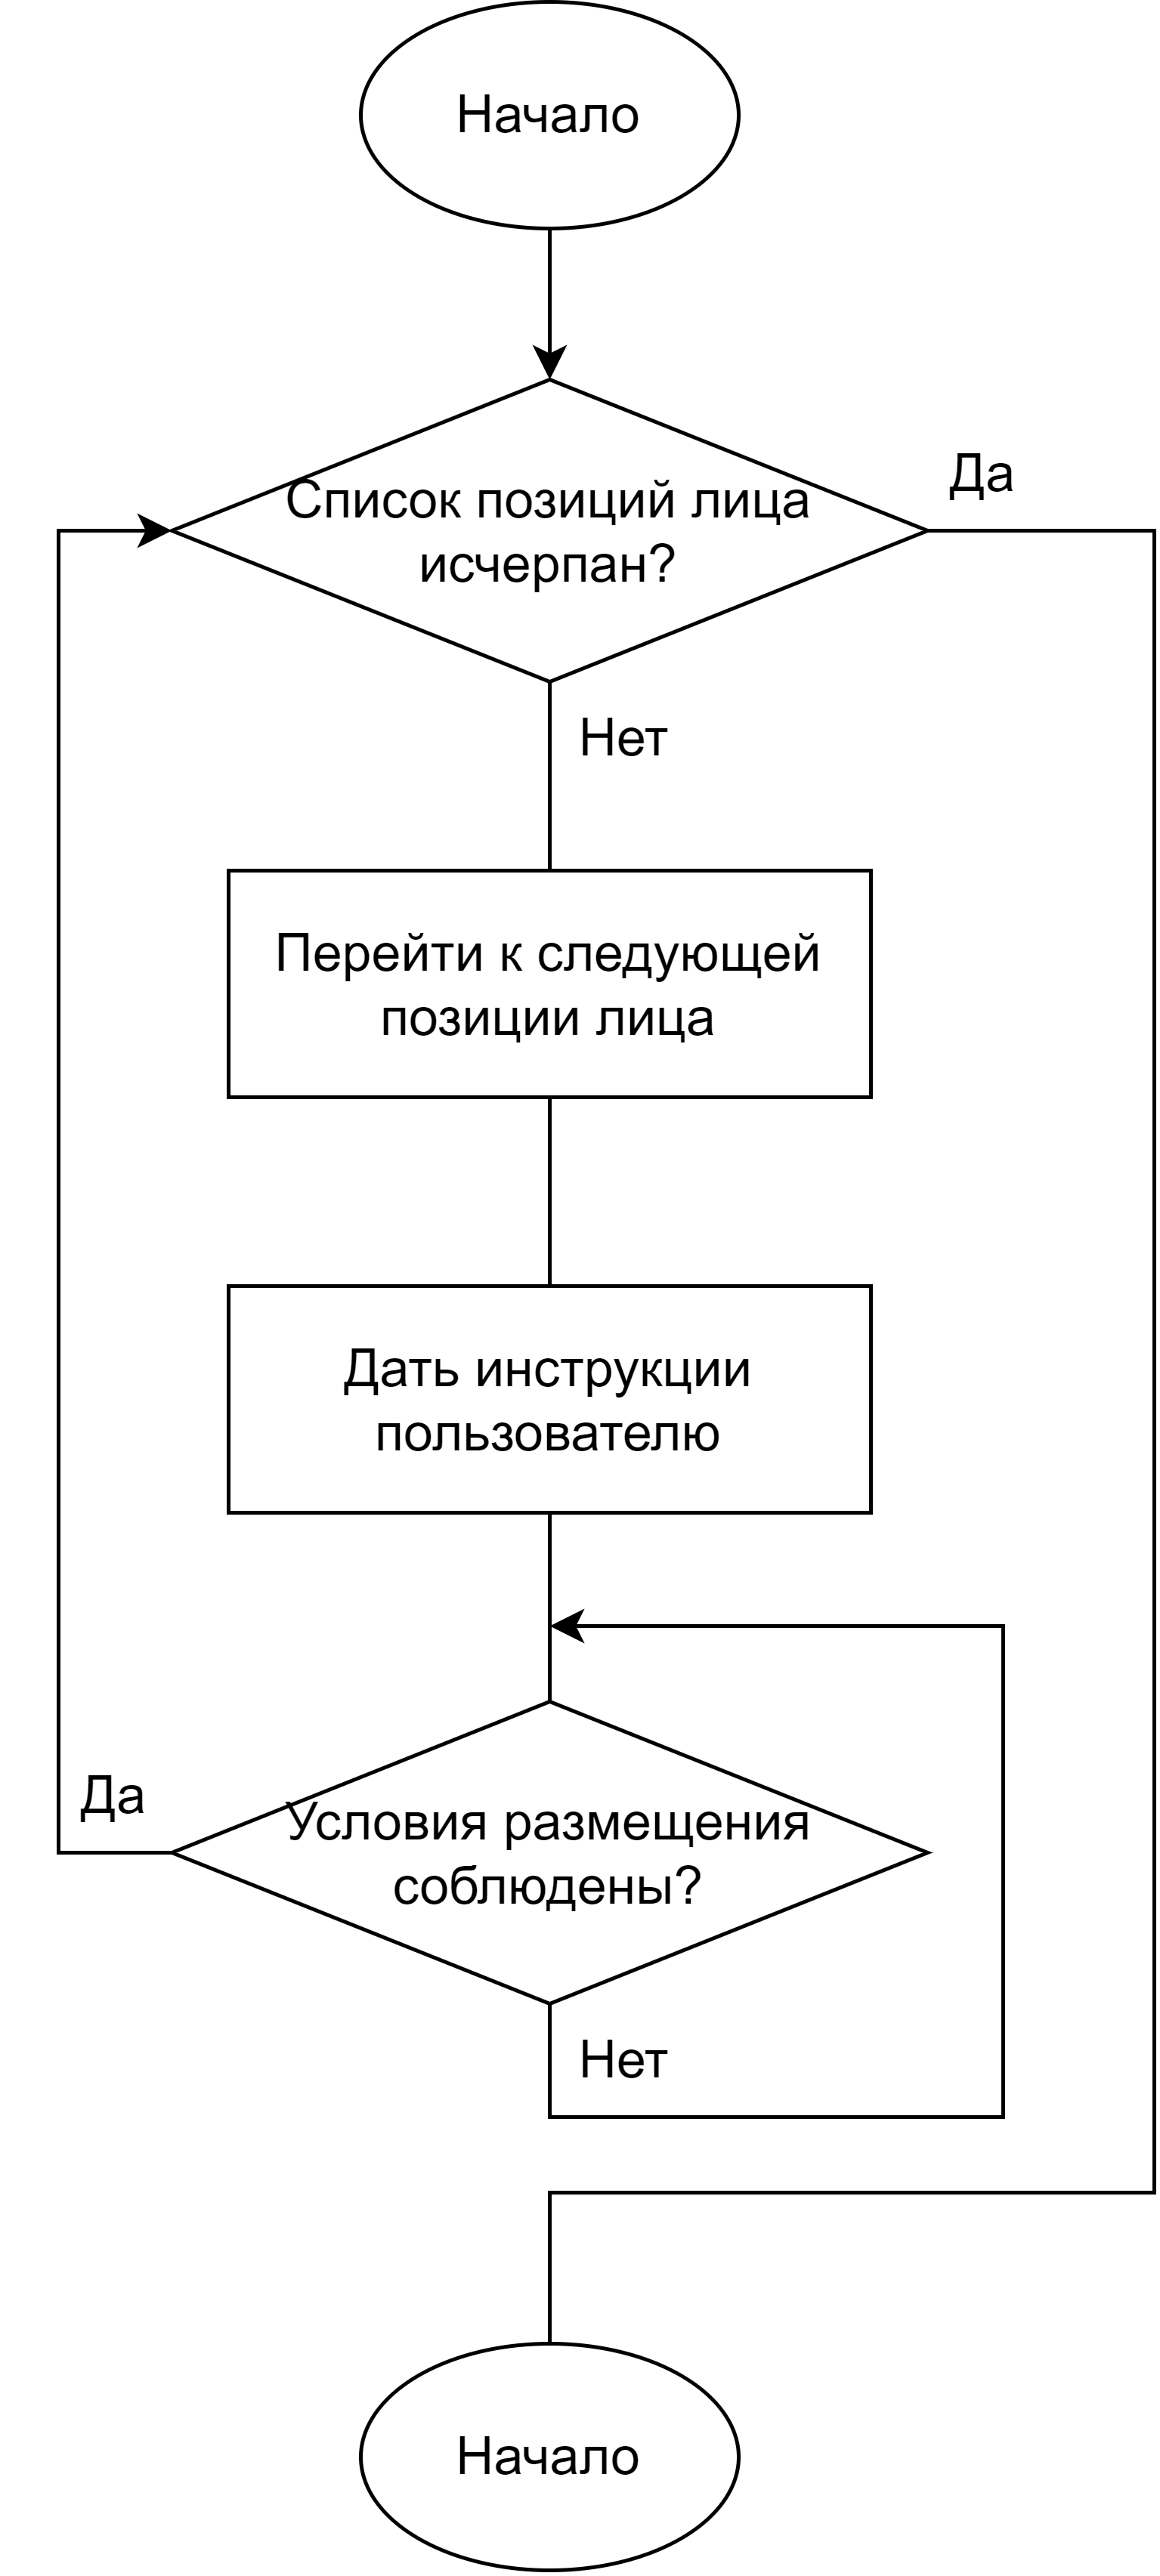 Начало
Список позиций лица
исчерпан?
Да
Нет
Перейти к следующей
позиции лица
Дать инструкции
пользователю
Условия размещения
соблюдены?
Да
Нет
Начало